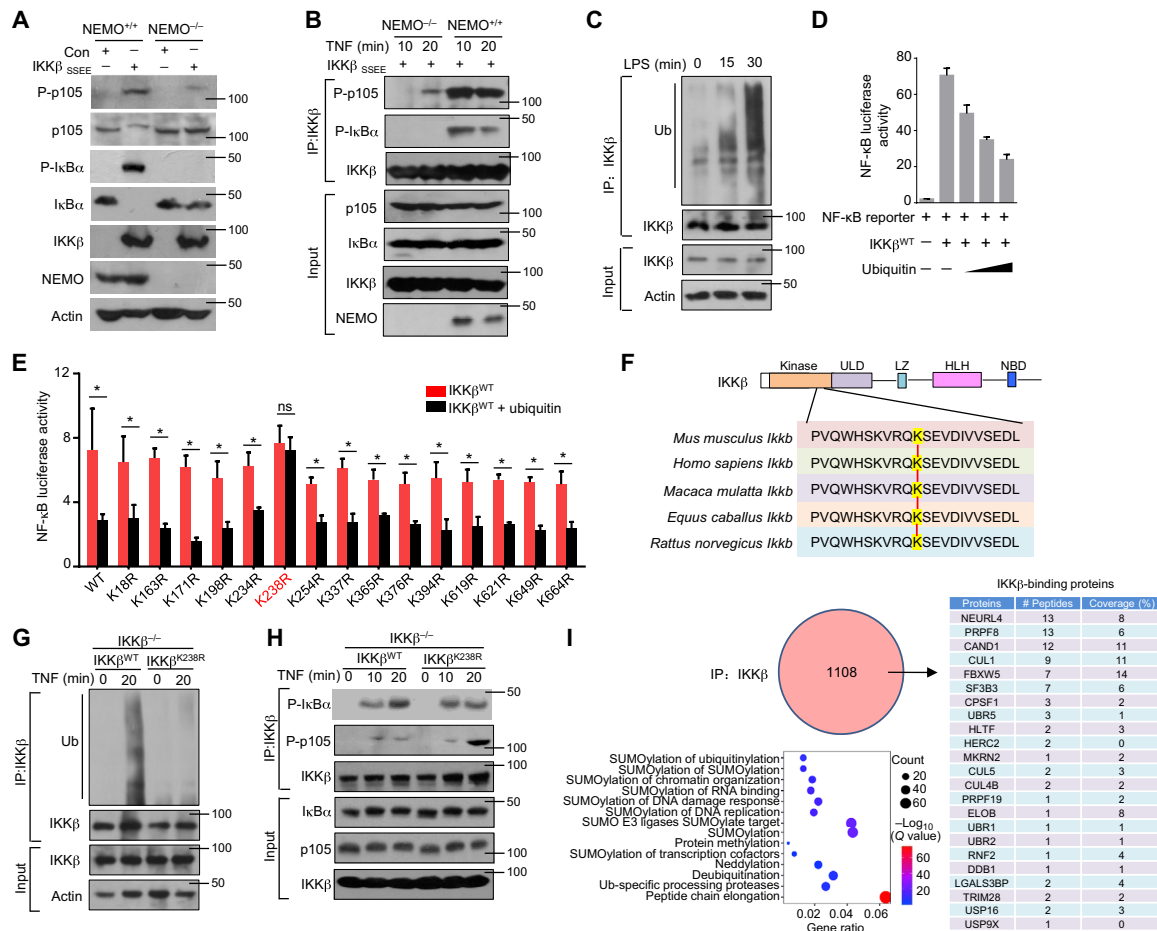 A
NEMO+/+ NEMO–/–
Con + – + –
IKKβ SSEE – + – +
P-p105 100
p105 100
P-IκBα 50
IκBα 50
IKKβ 100
NEMO 50
Actin 50
B
NEMO–/– NEMO+/+
TNF (min) 10 20 10 20
IKKβ SSEE + + + +
IP:IKKβ
P-p105 100
P-IκBα 50
IKKβ 100
Input
p105 100
IκBα 50
IKKβ 100
NEMO 50
C
LPS (min) 0 15 30
IP: IKKβ
Ub
IKKβ 100
Input
IKKβ 100
Actin 50
D
NF-κB luciferase activity
80
60
40
20
0
NF-κB reporter + + + + +
IKKβWT – + + + +
Ubiquitin – –
E
NF-κB luciferase activity
12
8
4
0
* * * * * * ns * * * * * * * * *
IKKβWT
IKKβWT + ubiquitin
WT K18R K163R K171R K198R K234R K238R K254R K337R K365R K376R K394R K619R K621R K649R K664R
F
IKKβ Kinase ULD LZ HLH NBD
Mus musculus Ikkb PVQWHSKVRQKSEVDIVVSEDL
Homo sapiens Ikkb PVQWHSKVRQKSEVDIVVSEDL
Macaca mulatta Ikkb PVQWHSKVRQKSEVDIVVSEDL
Equus caballus Ikkb PVQWHSKVRQKSEVDIVVSEDL
Rattus norvegicus Ikkb PVQWHSKVRQKSEVDIVVSEDL
G
IKKβ–/–
IKKβWT IKKβK238R
TNF (min) 0 20 0 20
IP:IKKβ
Ub
IKKβ 100
Input
IKKβ 100
Actin 50
H
IKKβ–/–
IKKβWT IKKβK238R
TNF (min) 0 10 20 0 10 20
IP:IKKβ
P-IκBα 50
P-p105 100
IKKβ 100
Input
IκBα 50
p105 100
IKKβ 100
I
IP: IKKβ 1108
IKKβ-binding proteins
Proteins # Peptides Coverage (%)
NEURL4 13 8
PRPF8 13 6
CAND1 12 11
CUL1 9 11
FBXW5 7 14
SF3B3 7 6
CPSF1 3 2
UBR5 3 1
HLTF 2 3
HERC2 2 0
MKRN2 1 2
CUL5 2 3
CUL4B 2 2
PRPF19 1 2
ELOB 1 8
UBR1 1 1
UBR2 1 1
RNF2 1 4
DDB1 1 1
LGALS3BP 2 4
TRIM28 2 2
USP16 2 3
USP9X 1 0
SUMOylation of ubiquitinylation
SUMOylation of SUMOylation
SUMOylation of chromatin organization
SUMOylation of RNA binding
SUMOylation of DNA damage response
SUMOylation of DNA replication
SUMO E3 ligases SUMOylate target
SUMOylation
Protein methylation
SUMOylation of transcription cofactors
Neddylation
Deubiquitination
Ub-specific processing proteases
Peptide chain elongation
0.02 0.04 0.06
Gene ratio
Count
20
40
60
–Log10
(Q value)
60
40
20